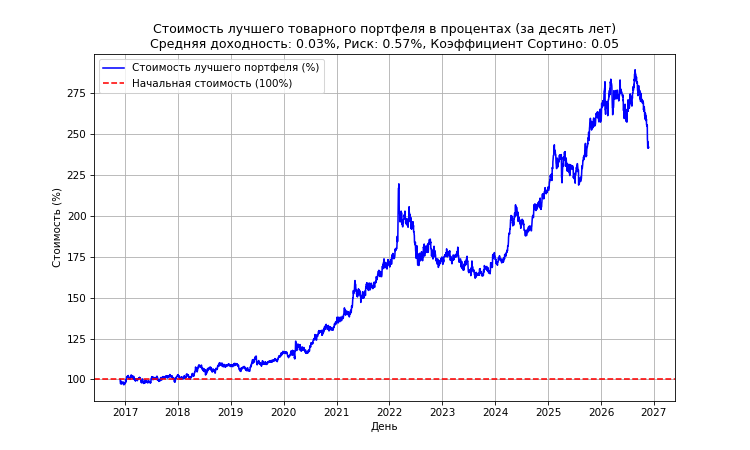 Стоимость лучшего товарного портфеля в процентах (за десять лет)
Средняя доходность: 0.03%, Риск: 0.57%, Коэффициент Сортино: 0.05
Стоимость лучшего портфеля (%)
Начальная стоимость (100%)
Стоимость (%)
275
250
225
200
175
150
125
100
2017 2018 2019 2020 2021 2022 2023 2024 2025 2026 2027
День